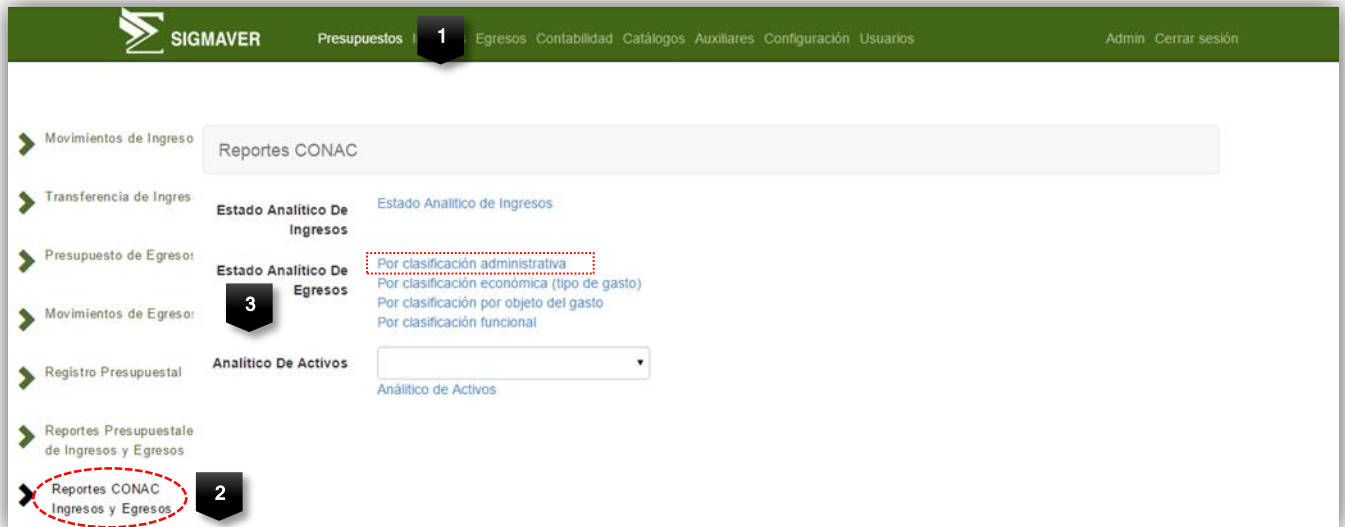 SIGMAVER
Presupuestos 1 Egresos Contabilidad Catálogos Auxiliares Configuración Usuarios Admin Cerrar sesión
Movimientos de Ingreso
Reportes CONAC
Transferencia de Ingres
Estado Analítico De
Ingresos
Estado Analitico de Ingresos
Presupuesto de Egreso
Estado Analítico De
Egresos
Por clasificación administrativa
Por clasificación económica (tipo de gasto)
Por clasificación por objeto del gasto
Por clasificación funcional
3
Movimientos de Egreso
Registro Presupuestal
Analítico De Activos
Análitico de Activos
Reportes Presupuestale
de Ingresos y Egresos
Reportes CONAC
Ingresos y Egresos
2